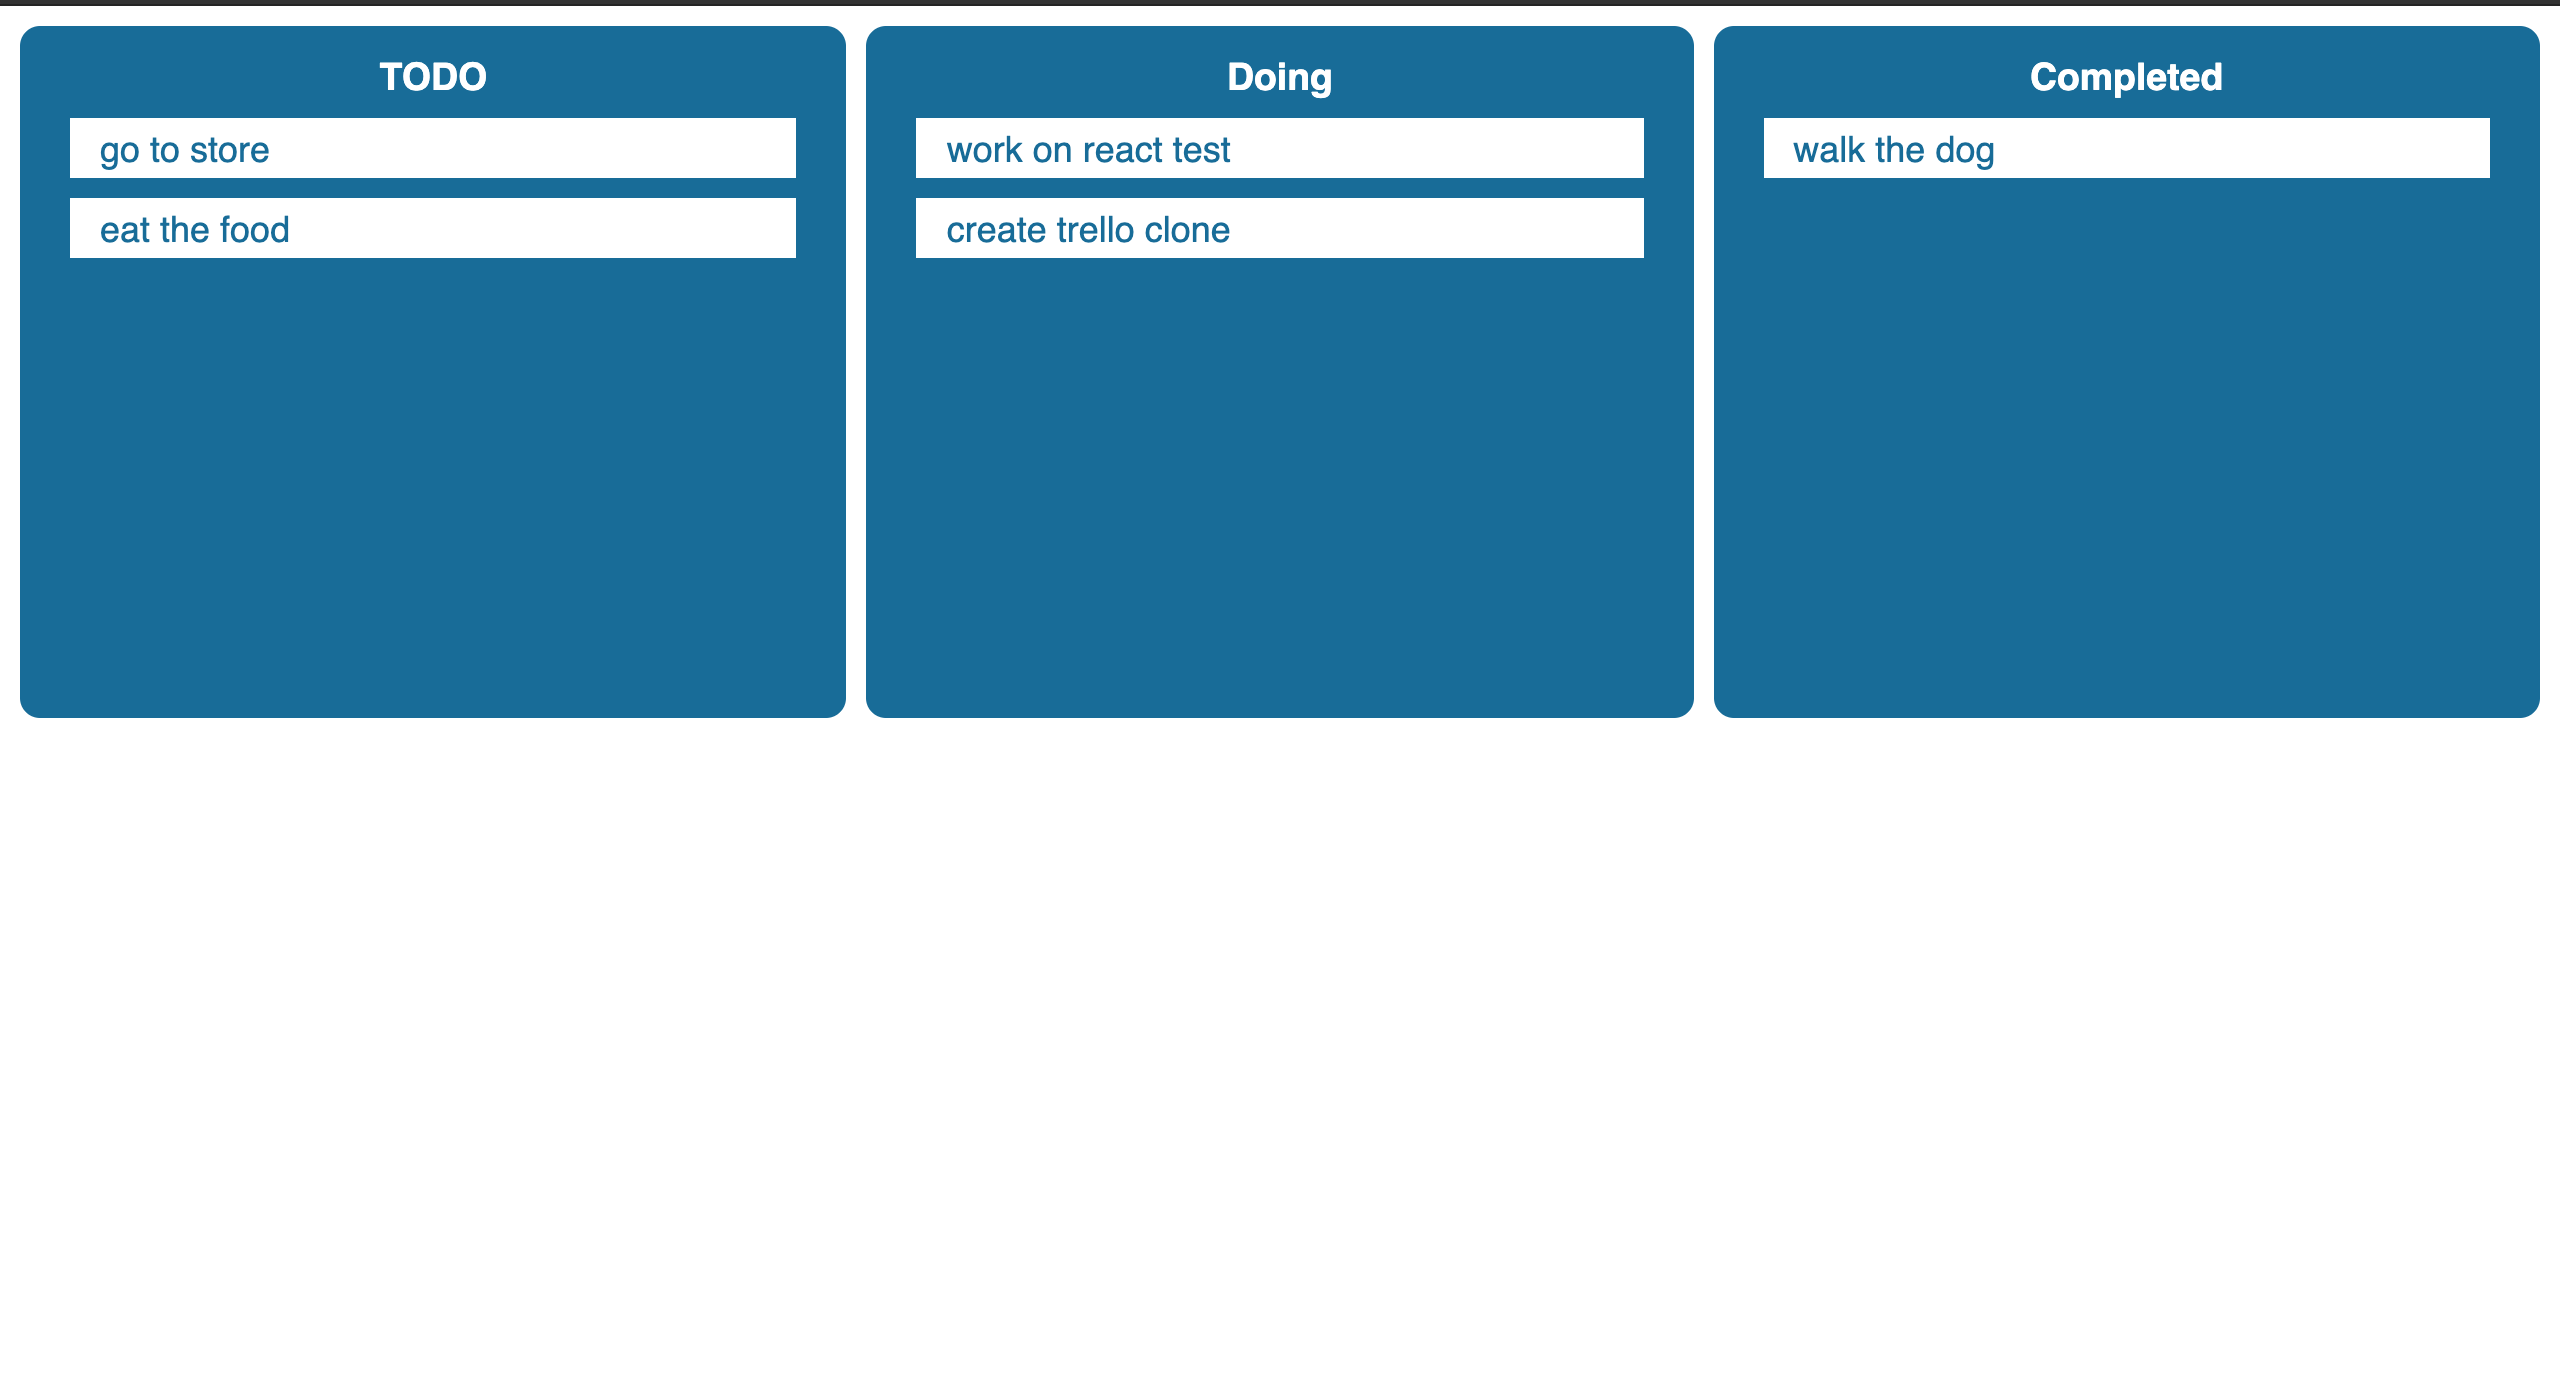 TODO
go to store
eat the food
Doing
work on react test
create trello clone
Completed
walk the dog